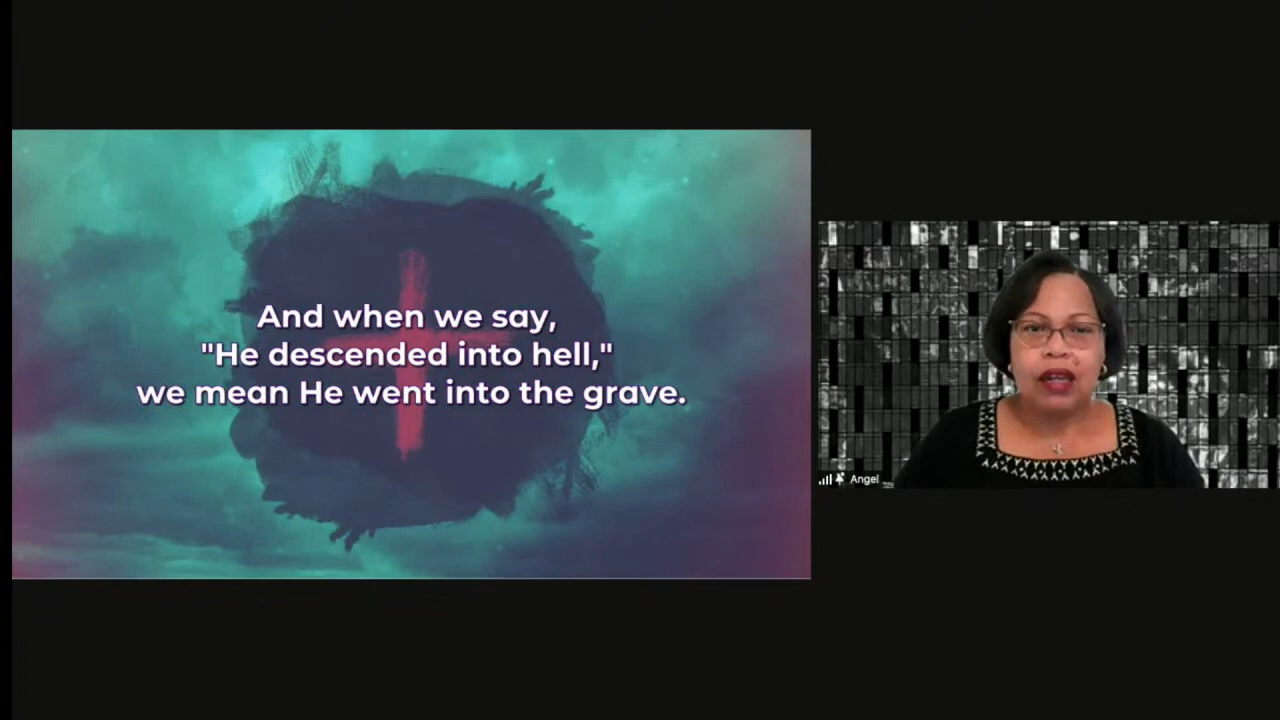 And when we say,
"He descended into hell,"
we mean He went into the grave.
Angel